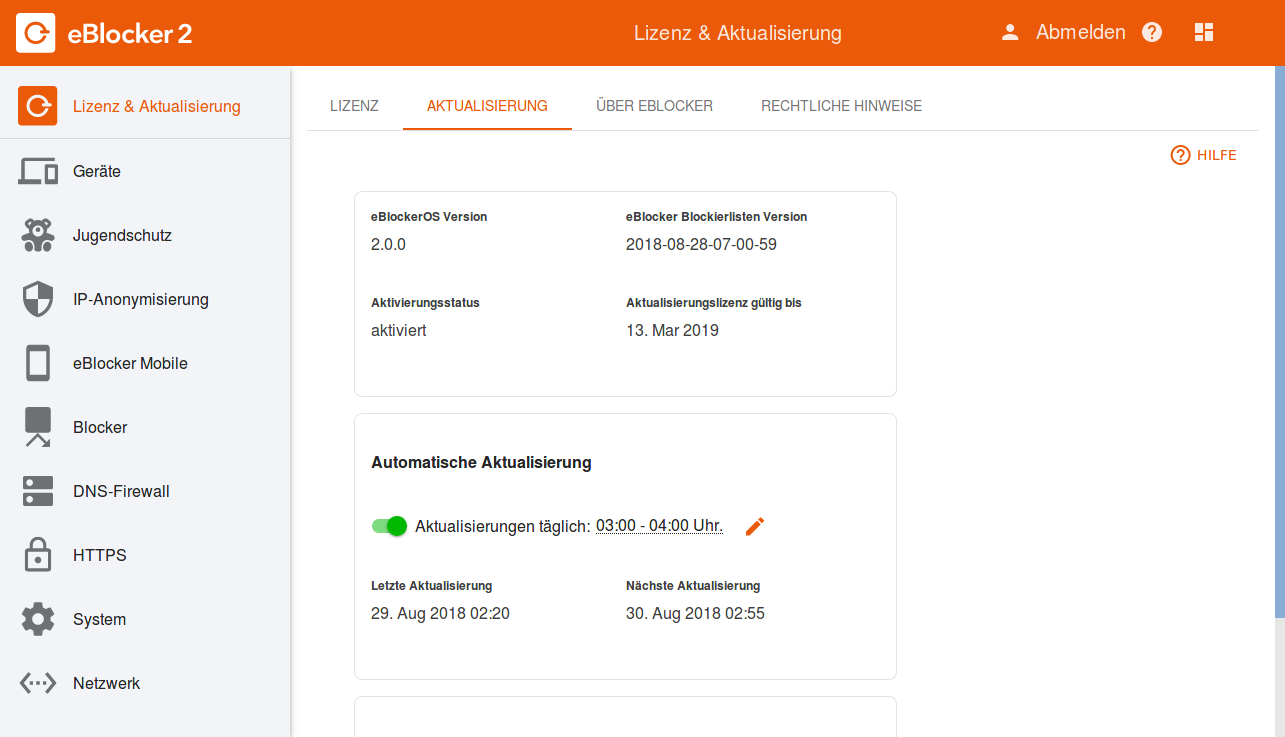 eBlocker 2
Lizenz & Aktualisierung
Abmelden
Lizenz & Aktualisierung
Geräte
Jugendschutz
IP-Anonymisierung
eBlocker Mobile
Blocker
DNS-Firewall
HTTPS
System
Netzwerk
LIZENZ AKTUALISIERUNG ÜBER EBLOCKER RECHTLICHE HINWEISE
HILFE
eBlockerOS Version eBlocker Blockierlisten Version
2.0.0 2018-08-28-07-00-59
Aktivierungsstatus Aktualisierungslizenz gültig bis
aktiviert 13. Mar 2019
Automatische Aktualisierung
Aktualisierungen täglich: 03:00 - 04:00 Uhr.
Letzte Aktualisierung Nächste Aktualisierung
29. Aug 2018 02:20 30. Aug 2018 02:55